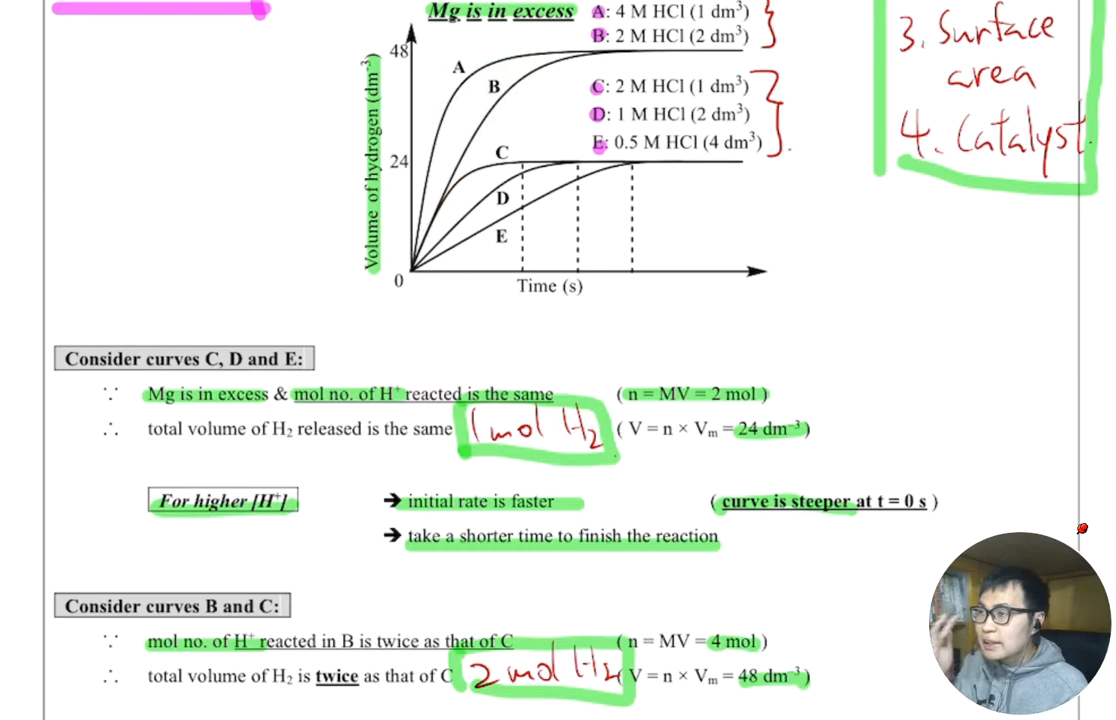 Mg is in excess
A: 4 M HCl (1 dm³)
B: 2 M HCl (2 dm³)
C: 2 M HCl (1 dm³)
D: 1 M HCl (2 dm³)
E: 0.5 M HCl (4 dm³)
Volume of hydrogen (dm⁻³)
48
24
0
A
B
C
D
E
Time (s)
3. Surface
area
4. Catalyst
Consider curves C, D and E:
∵ Mg is in excess & mol no. of H⁺ reacted is the same ( n = MV = 2 mol )
∴ total volume of H₂ released is the same 1 mol H₂ ( V = n × Vₘ = 24 dm⁻³ )
For higher [H⁺] ➔ initial rate is faster ( curve is steeper at t = 0 s )
➔ take a shorter time to finish the reaction
Consider curves B and C:
∵ mol no. of H⁺ reacted in B is twice as that of C ( n = MV = 4 mol )
∴ total volume of H₂ is twice as that of C 2 mol H₂ ( V = n × Vₘ = 48 dm⁻³ )